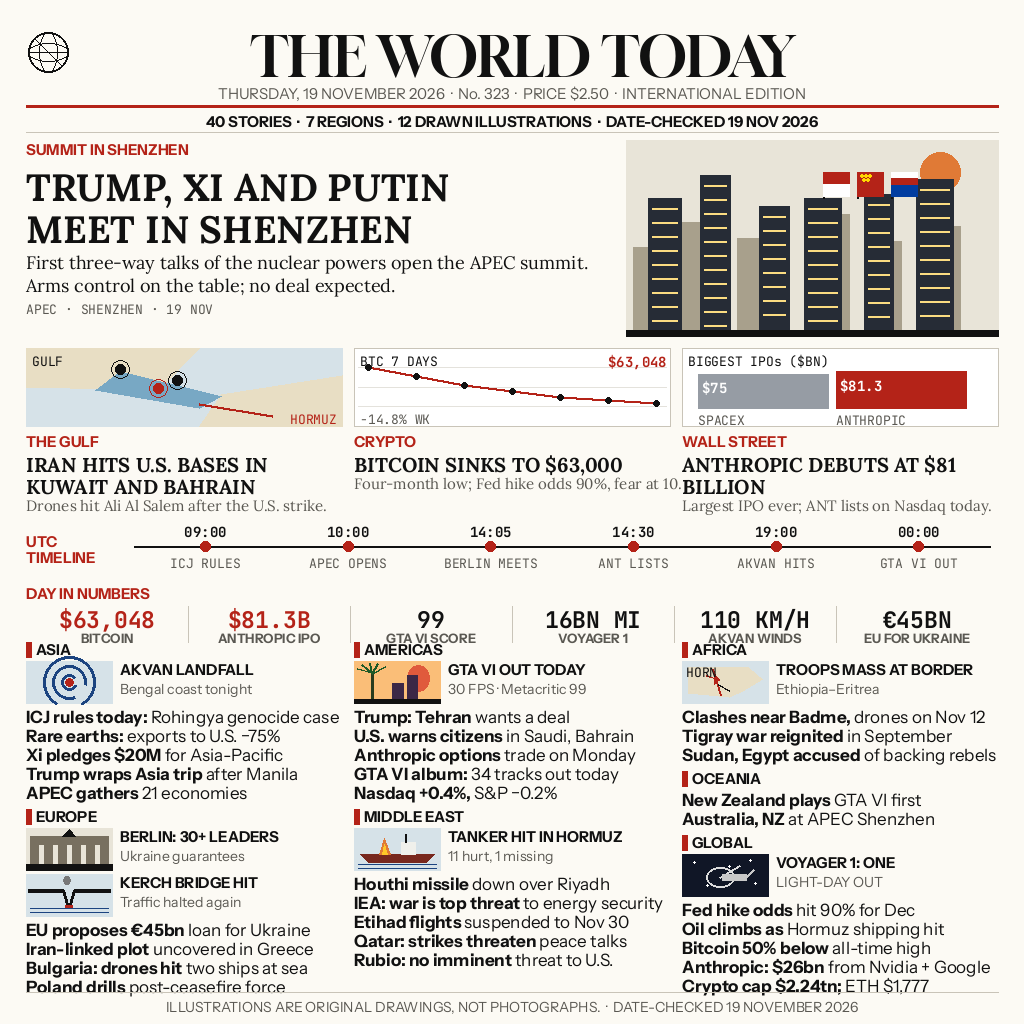 THE WORLD TODAY
THURSDAY, 19 NOVEMBER 2026 · No. 323 · PRICE $2.50 · INTERNATIONAL EDITION
40 STORIES · 7 REGIONS · 12 DRAWN ILLUSTRATIONS · DATE-CHECKED 19 NOV 2026
SUMMIT IN SHENZHEN
TRUMP, XI AND PUTIN
MEET IN SHENZHEN
First three-way talks of the nuclear powers open the APEC summit.
Arms control on the table; no deal expected.
APEC · SHENZHEN · 19 NOV
GULF
HORMUZ
THE GULF
IRAN HITS U.S. BASES IN
KUWAIT AND BAHRAIN
Drones hit Ali Al Salem after the U.S. strike.
BTC 7 DAYS
$63,048
-14.8% WK
CRYPTO
BITCOIN SINKS TO $63,000
Four-month low; Fed hike odds 90%, fear at 10.
BIGGEST IPOs ($BN)
$75
$81.3
SPACEX
ANTHROPIC
WALL STREET
ANTHROPIC DEBUTS AT $81
BILLION
Largest IPO ever; ANT lists on Nasdaq today.
UTC
TIMELINE
09:00
10:00
14:05
14:30
19:00
00:00
ICJ RULES
APEC OPENS
BERLIN MEETS
ANT LISTS
AKVAN HITS
GTA VI OUT
DAY IN NUMBERS
$63,048
BITCOIN
$81.3B
ANTHROPIC IPO
99
GTA VI SCORE
16BN MI
VOYAGER 1
110 KM/H
AKVAN WINDS
€45BN
EU FOR UKRAINE
ASIA
AKVAN LANDFALL
Bengal coast tonight
ICJ rules today: Rohingya genocide case
Rare earths: exports to U.S. −75%
Xi pledges $20M for Asia-Pacific
Trump wraps Asia trip after Manila
APEC gathers 21 economies
EUROPE
BERLIN: 30+ LEADERS
Ukraine guarantees
KERCH BRIDGE HIT
Traffic halted again
EU proposes €45bn loan for Ukraine
Iran-linked plot uncovered in Greece
Bulgaria: drones hit two ships at sea
Poland drills post-ceasefire force
AMERICAS
GTA VI OUT TODAY
30 FPS · Metacritic 99
Trump: Tehran wants a deal
U.S. warns citizens in Saudi, Bahrain
Anthropic options trade on Monday
GTA VI album: 34 tracks out today
Nasdaq +0.4%, S&P −0.2%
MIDDLE EAST
TANKER HIT IN HORMUZ
11 hurt, 1 missing
Houthi missile down over Riyadh
IEA: war is top threat to energy security
Etihad flights suspended to Nov 30
Qatar: strikes threaten peace talks
Rubio: no imminent threat to U.S.
AFRICA
HORN
TROOPS MASS AT BORDER
Ethiopia–Eritrea
Clashes near Badme, drones on Nov 12
Tigray war reignited in September
Sudan, Egypt accused of backing rebels
OCEANIA
New Zealand plays GTA VI first
Australia, NZ at APEC Shenzhen
GLOBAL
VOYAGER 1: ONE
LIGHT-DAY OUT
Fed hike odds hit 90% for Dec
Oil climbs as Hormuz shipping hit
Bitcoin 50% below all-time high
Anthropic: $26bn from Nvidia + Google
Crypto cap $2.24tn; ETH $1,777
ILLUSTRATIONS ARE ORIGINAL DRAWINGS, NOT PHOTOGRAPHS. · DATE-CHECKED 19 NOVEMBER 2026